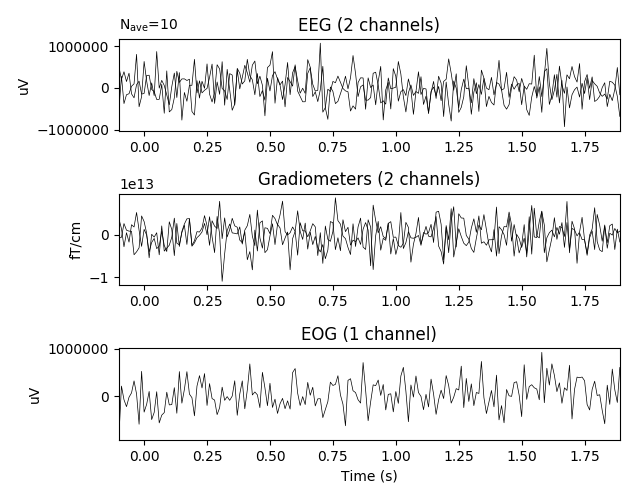 N_ave=10
EEG (2 channels)
1000000
0
−1000000
uV
0.00 0.25 0.50 0.75 1.00 1.25 1.50 1.75
1e13
Gradiometers (2 channels)
0
−1
fT/cm
0.00 0.25 0.50 0.75 1.00 1.25 1.50 1.75
EOG (1 channel)
1000000
0
uV
0.00 0.25 0.50 0.75 1.00 1.25 1.50 1.75
Time (s)